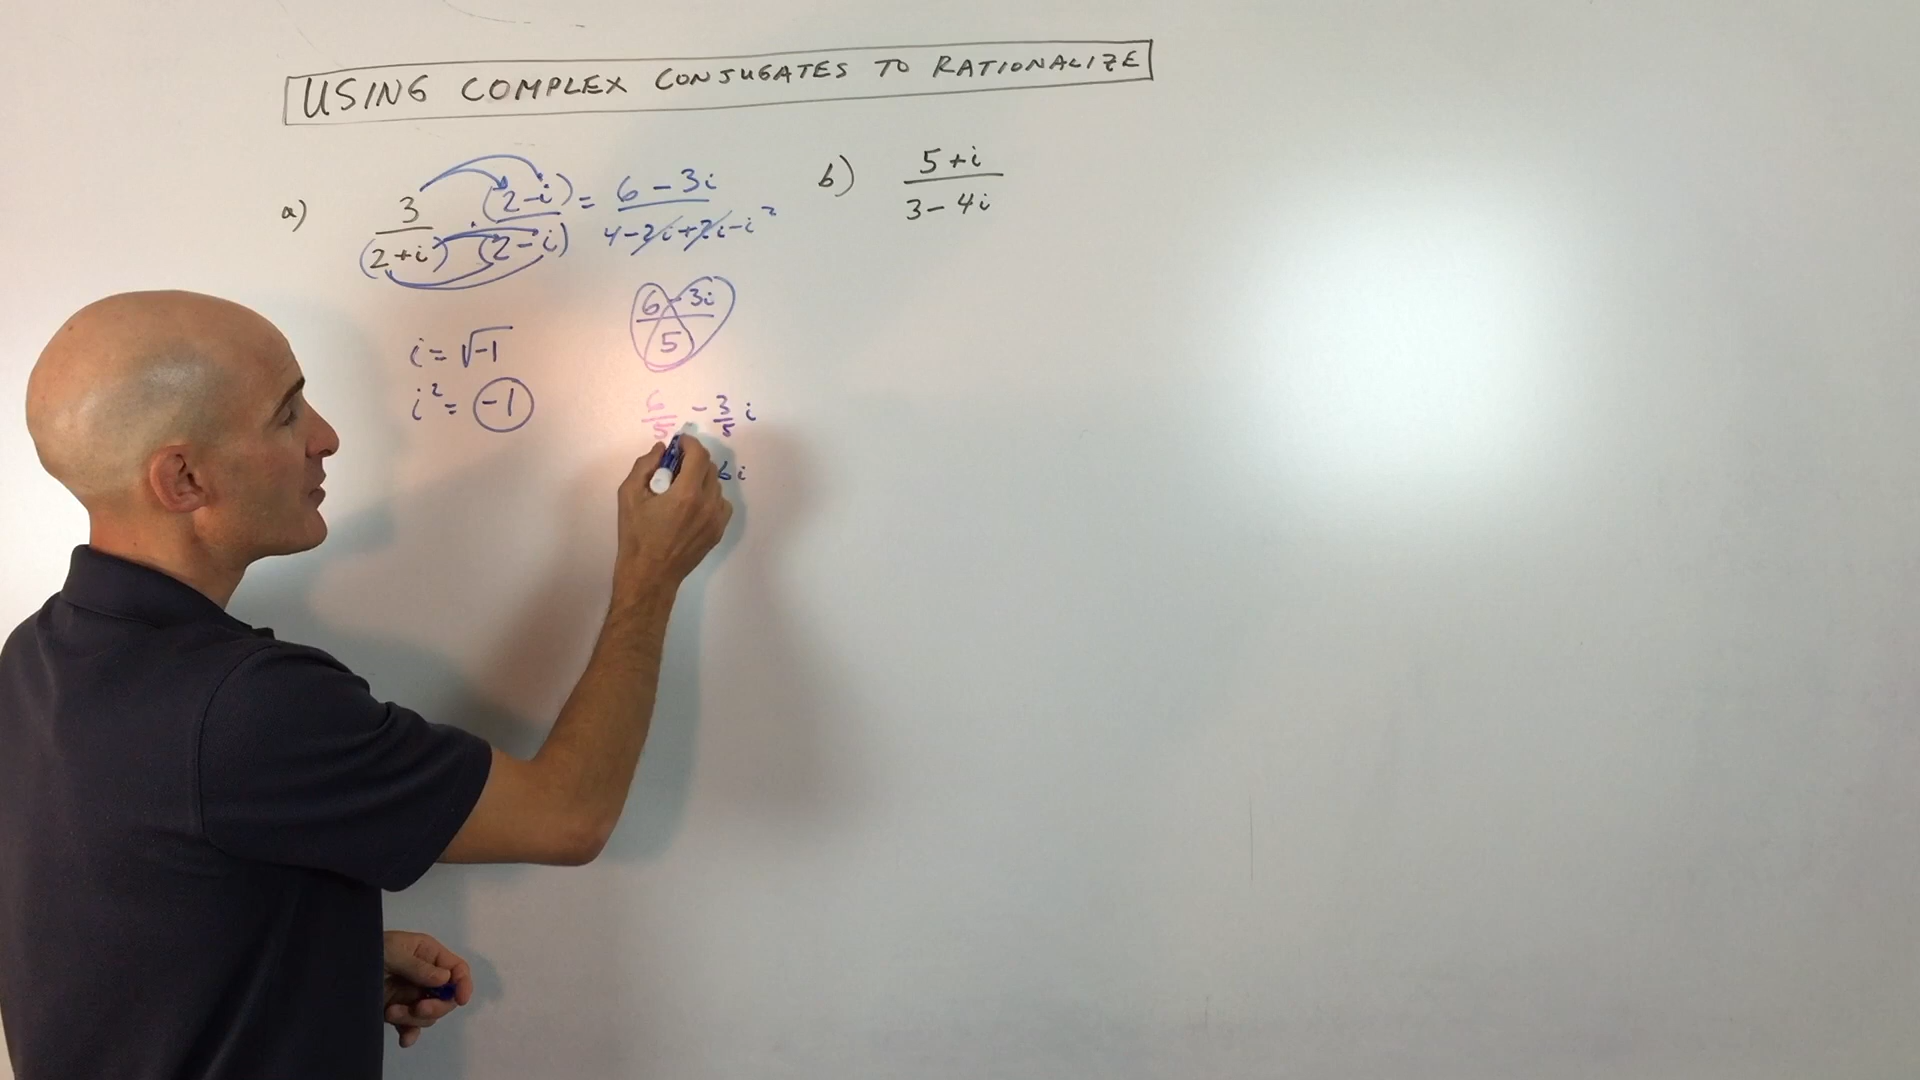 USING COMPLEX CONJUGATES TO RATIONALIZE
a) 3 (2-i) = 6-3i
(2+i) (2-i) 4-2i+2i-i²
b) 5+i
3-4i
6-3i
5
i=√-1
i²= -1
6 - 3 i
5 5
6i